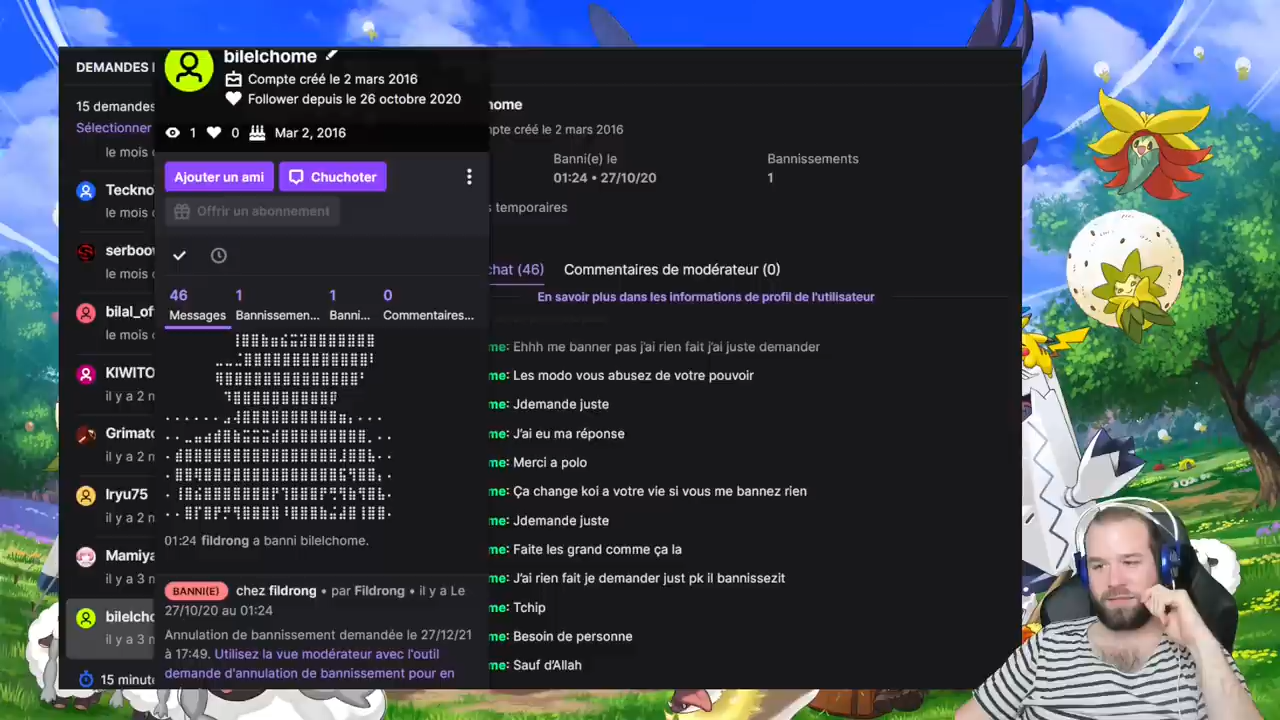 DEMANDES
15 demandes
Sélectionner
le mois
Teckno
le mois
serboov
le mois
bilal_of
le mois
KIWITO
il y a 2 m
Grimato
il y a 2 m
Iryu75
il y a 2 m
Mamiya
il y a 3 m
bilelcho
il y a 3 m
15 minute
bilelchome
Compte créé le 2 mars 2016
Follower depuis le 26 octobre 2020
1 0 Mar 2, 2016
Ajouter un ami Chuchoter
Offrir un abonnement
46 1 1 0
Messages Bannissemen... Banni... Commentaires...
01:24 fildrong a banni bilelchome.
BANNI(E) chez fildrong • par Fildrong • il y a Le
27/10/20 au 01:24
Annulation de bannissement demandée le 27/12/21
à 17:49. Utilisez la vue modérateur avec l'outil
demande d'annulation de bannissement pour en
ome
pte créé le 2 mars 2016
Banni(e) le Bannissements
01:24 • 27/10/20 1
s temporaires
chat (46) Commentaires de modérateur (0)
En savoir plus dans les informations de profil de l'utilisateur
me: Ehhh me banner pas j'ai rien fait j'ai juste demander
me: Les modo vous abusez de votre pouvoir
me: Jdemande juste
me: J'ai eu ma réponse
me: Merci a polo
me: Ça change koi a votre vie si vous me bannez rien
me: Jdemande juste
me: Faite les grand comme ça la
me: J'ai rien fait je demander just pk il bannissezit
me: Tchip
me: Besoin de personne
me: Sauf d'Allah